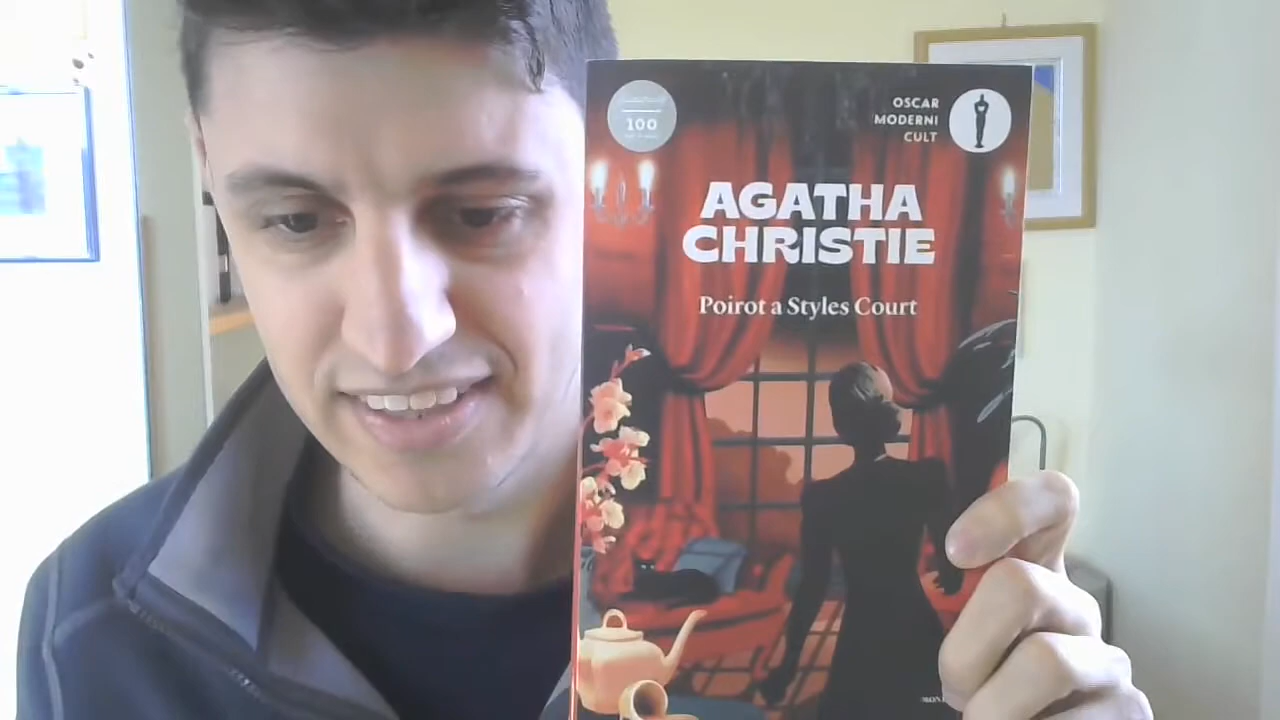 100
OSCAR
MODERNI
CULT
AGATHA
CHRISTIE
Poirot a Styles Court